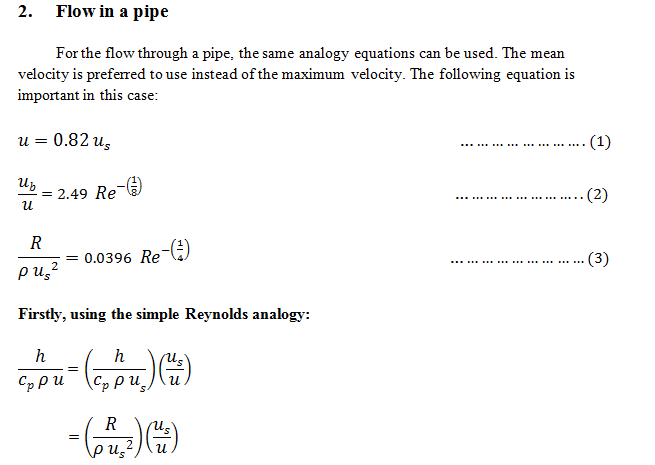 2. Flow in a pipe
For the flow through a pipe, the same analogy equations can be used. The mean
velocity is preferred to use instead of the maximum velocity. The following equation is
important in this case:
u = 0.82 u_s … … … … … … … … . (1)
u_b/u = 2.49 Re^−(1/8) … … … … … … … … . . (2)
R/(ρ u_s^2) = 0.0396 Re^−(1/4) … … … … … … … … … (3)
Firstly, using the simple Reynolds analogy:
h/(c_p ρ u) = (h/(c_p ρ u_s)) (u_s/u)
= (R/(ρ u_s^2)) (u_s/u)